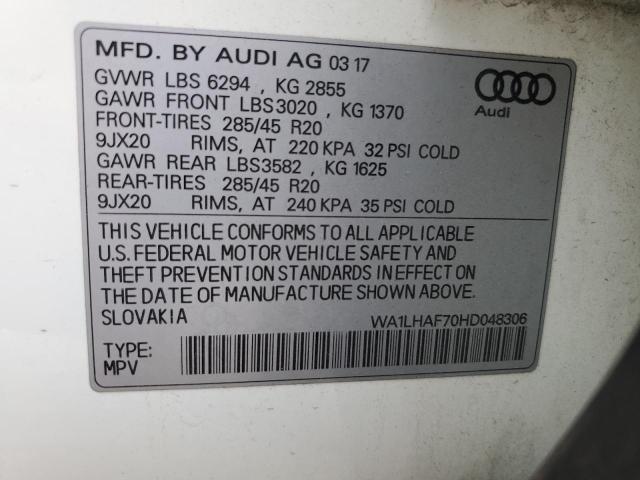 MFD. BY AUDI AG 03 17
GVWR LBS 6294 , KG 2855
GAWR FRONT LBS3020 , KG 1370
FRONT-TIRES 285/45 R20
9JX20 RIMS, AT 220 KPA 32 PSI COLD
GAWR REAR LBS3582 , KG 1625
REAR-TIRES 285/45 R20
9JX20 RIMS, AT 240 KPA 35 PSI COLD
Audi
THIS VEHICLE CONFORMS TO ALL APPLICABLE
U.S. FEDERAL MOTOR VEHICLE SAFETY AND
THEFT PREVENTION STANDARDS IN EFFECT ON
THE DATE OF MANUFACTURE SHOWN ABOVE.
SLOVAKIA WA1LHAF70HD048306
TYPE:
MPV